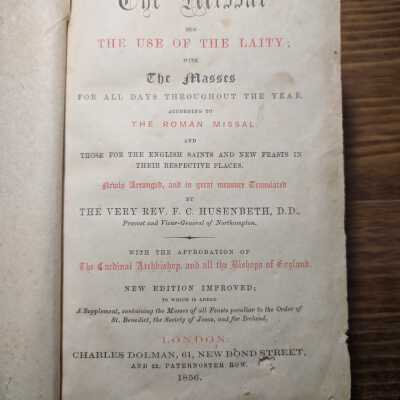 The Missal
FOR
THE USE OF THE LAITY;
WITH
The Masses
FOR ALL DAYS THROUGHOUT THE YEAR,
ACCORDING TO
THE ROMAN MISSAL;
AND
THOSE FOR THE ENGLISH SAINTS AND NEW FEASTS IN
THEIR RESPECTIVE PLACES.
Newly Arranged, and in great measure Translated
BY
THE VERY REV. F. C. HUSENBETH, D.D.,
Provost and Vicar-General of Northampton.
WITH THE APPROBATION OF
The Cardinal Archbishop, and all the Bishops of England.
NEW EDITION IMPROVED;
TO WHICH IS ADDED
A Supplement, containing the Masses of all Feasts peculiar to the Order of
St. Benedict, the Society of Jesus, and for Ireland,
LONDON:
CHARLES DOLMAN, 61, NEW BOND STREET,
AND 22, PATERNOSTER ROW.
1856.